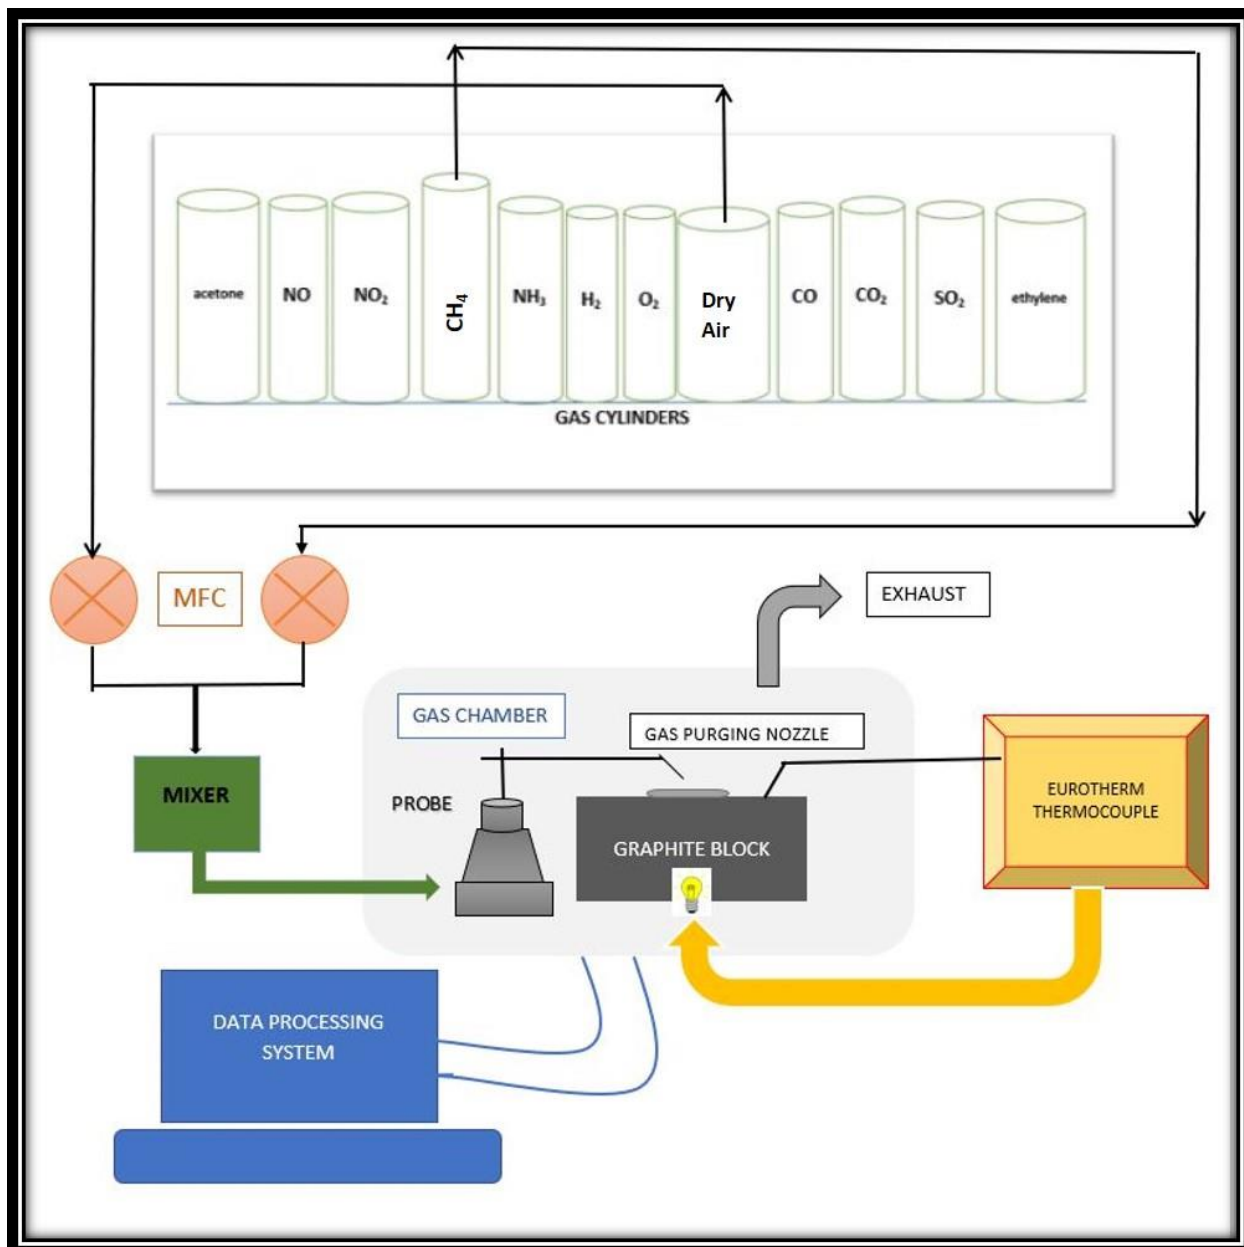 acetone
NO
NO₂
CH₄
NH₃
H₂
O₂
Dry
Air
CO
CO₂
SO₂
ethylene
GAS CYLINDERS
MFC
EXHAUST
GAS CHAMBER
GAS PURGING NOZZLE
PROBE
MIXER
GRAPHITE BLOCK
EUROTHERM
THERMOCOUPLE
DATA PROCESSING
SYSTEM